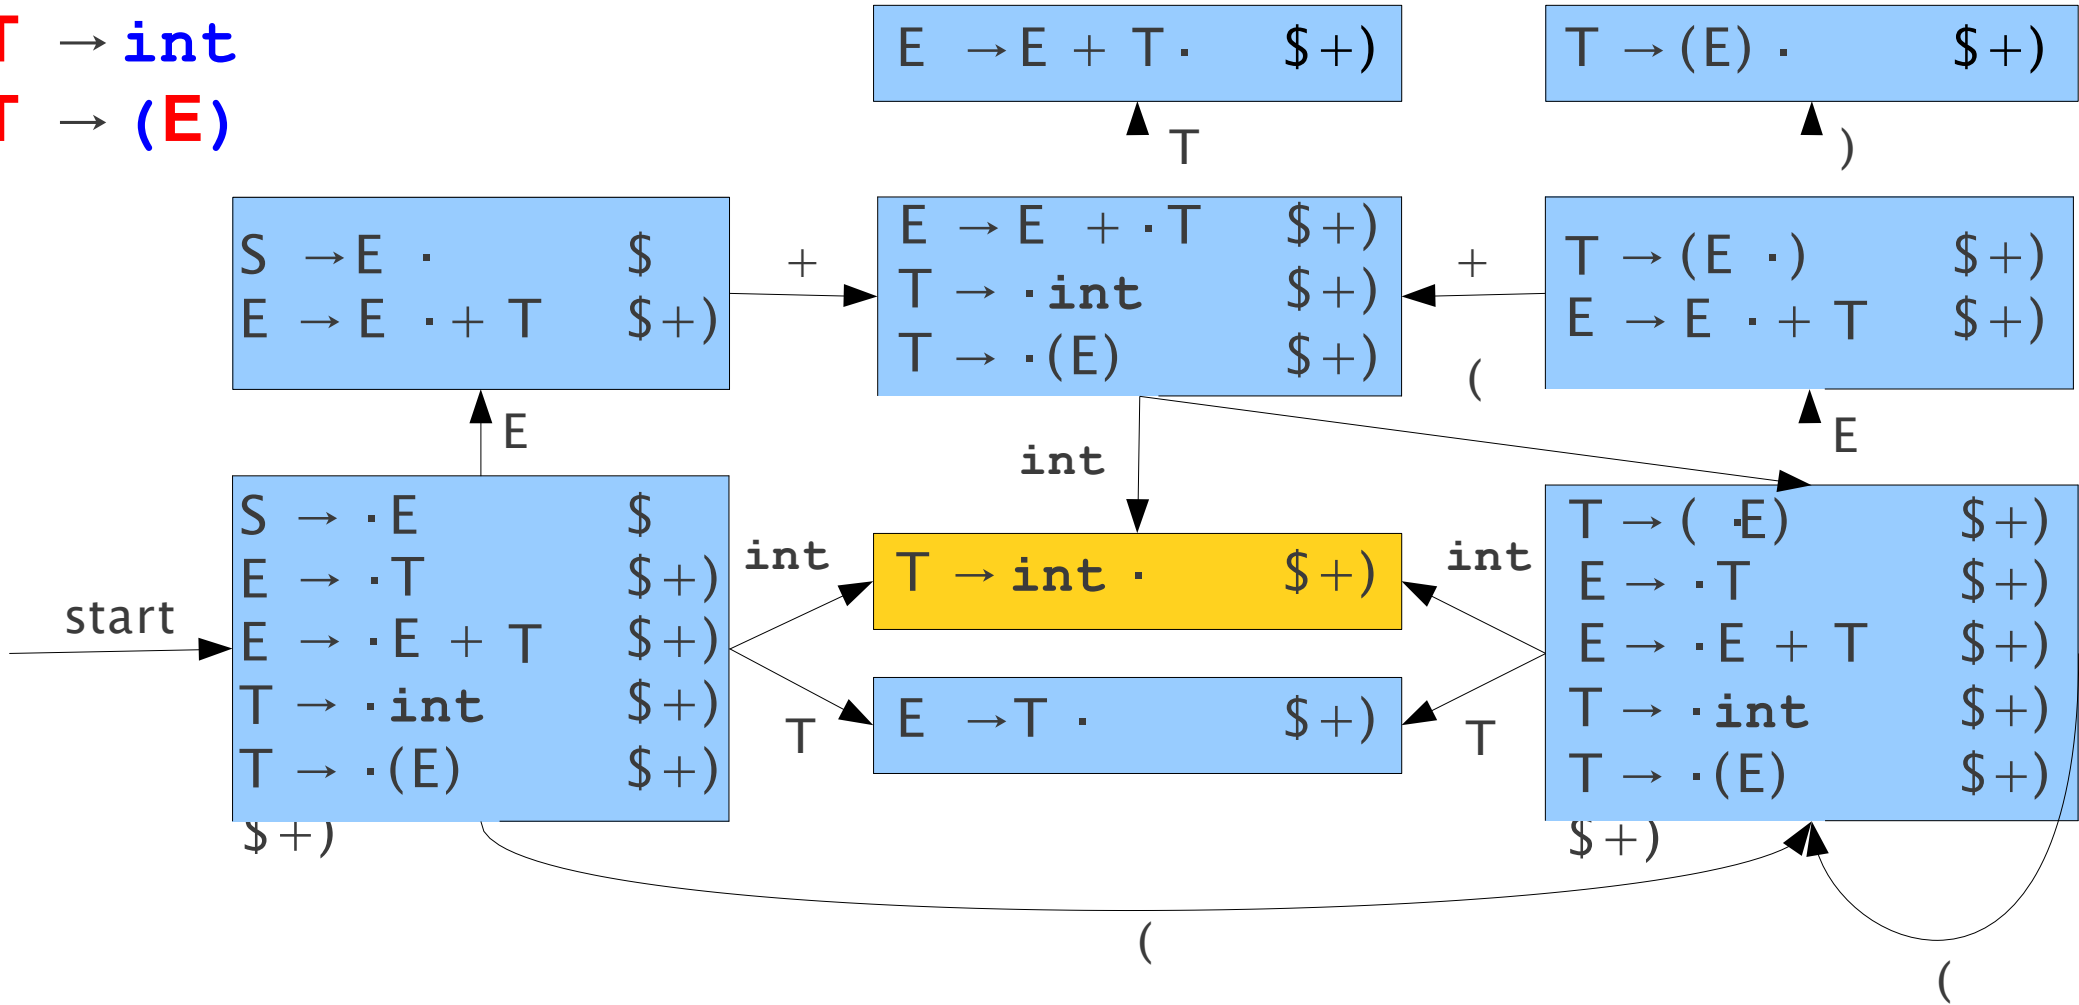 T → int
T → (E)
E → E + T · $+)
T → (E) · $+)
T
)
S → E · $
E → E · + T $+)
+
E → E + · T $+)
T → · int $+)
T → · (E) $+)
+
T → (E · ) $+)
E → E · + T $+)
(
E
int
E
start
S → · E $
E → · T $+)
E → · E + T $+)
T → · int $+)
T → · (E) $+)
$+)
int
T
T → int · $+)
E → T · $+)
int
T
T → ( · E) $+)
E → · T $+)
E → · E + T $+)
T → · int $+)
T → · (E) $+)
$+)
(
(